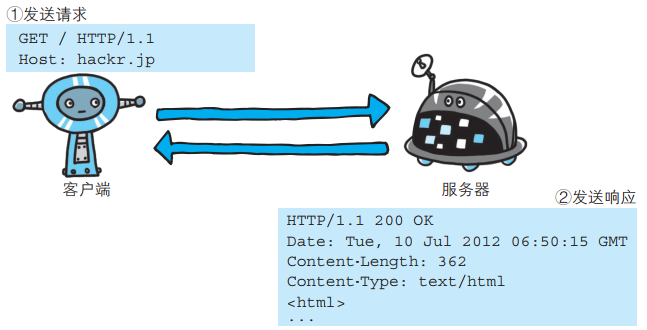 ①发送请求
GET / HTTP/1.1
Host: hackr.jp
客户端
服务器
②发送响应
HTTP/1.1 200 OK
Date: Tue, 10 Jul 2012 06:50:15 GMT
Content-Length: 362
Content-Type: text/html
<html>
...